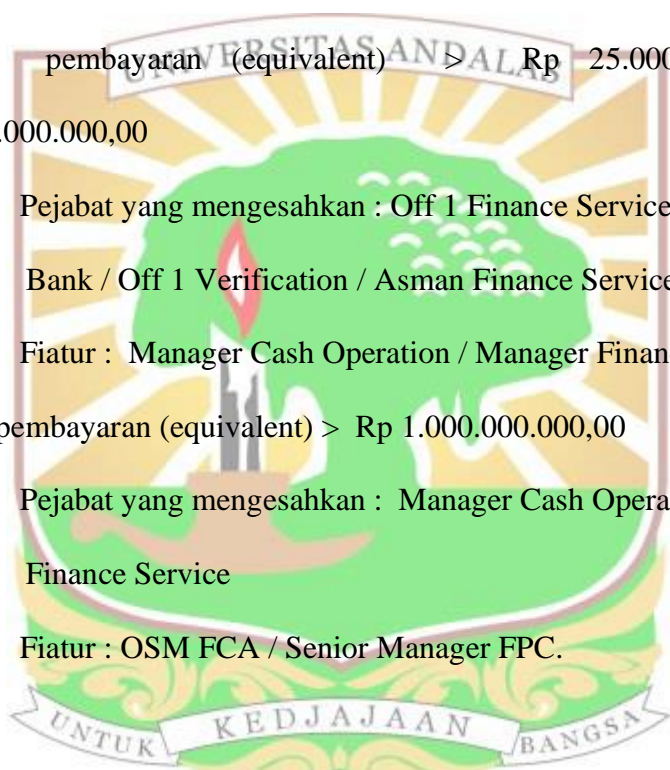 UNIVERSITAS ANDALAS
pembayaran (equivalent) > Rp 25.000
.000.000,00
Pejabat yang mengesahkan : Off 1 Finance Service
Bank / Off 1 Verification / Asman Finance Service
Fiatur : Manager Cash Operation / Manager Finan
pembayaran (equivalent) > Rp 1.000.000.000,00
Pejabat yang mengesahkan : Manager Cash Opera
Finance Service
Fiatur : OSM FCA / Senior Manager FPC.
UNTUK KEDJAJAAN BANGSA